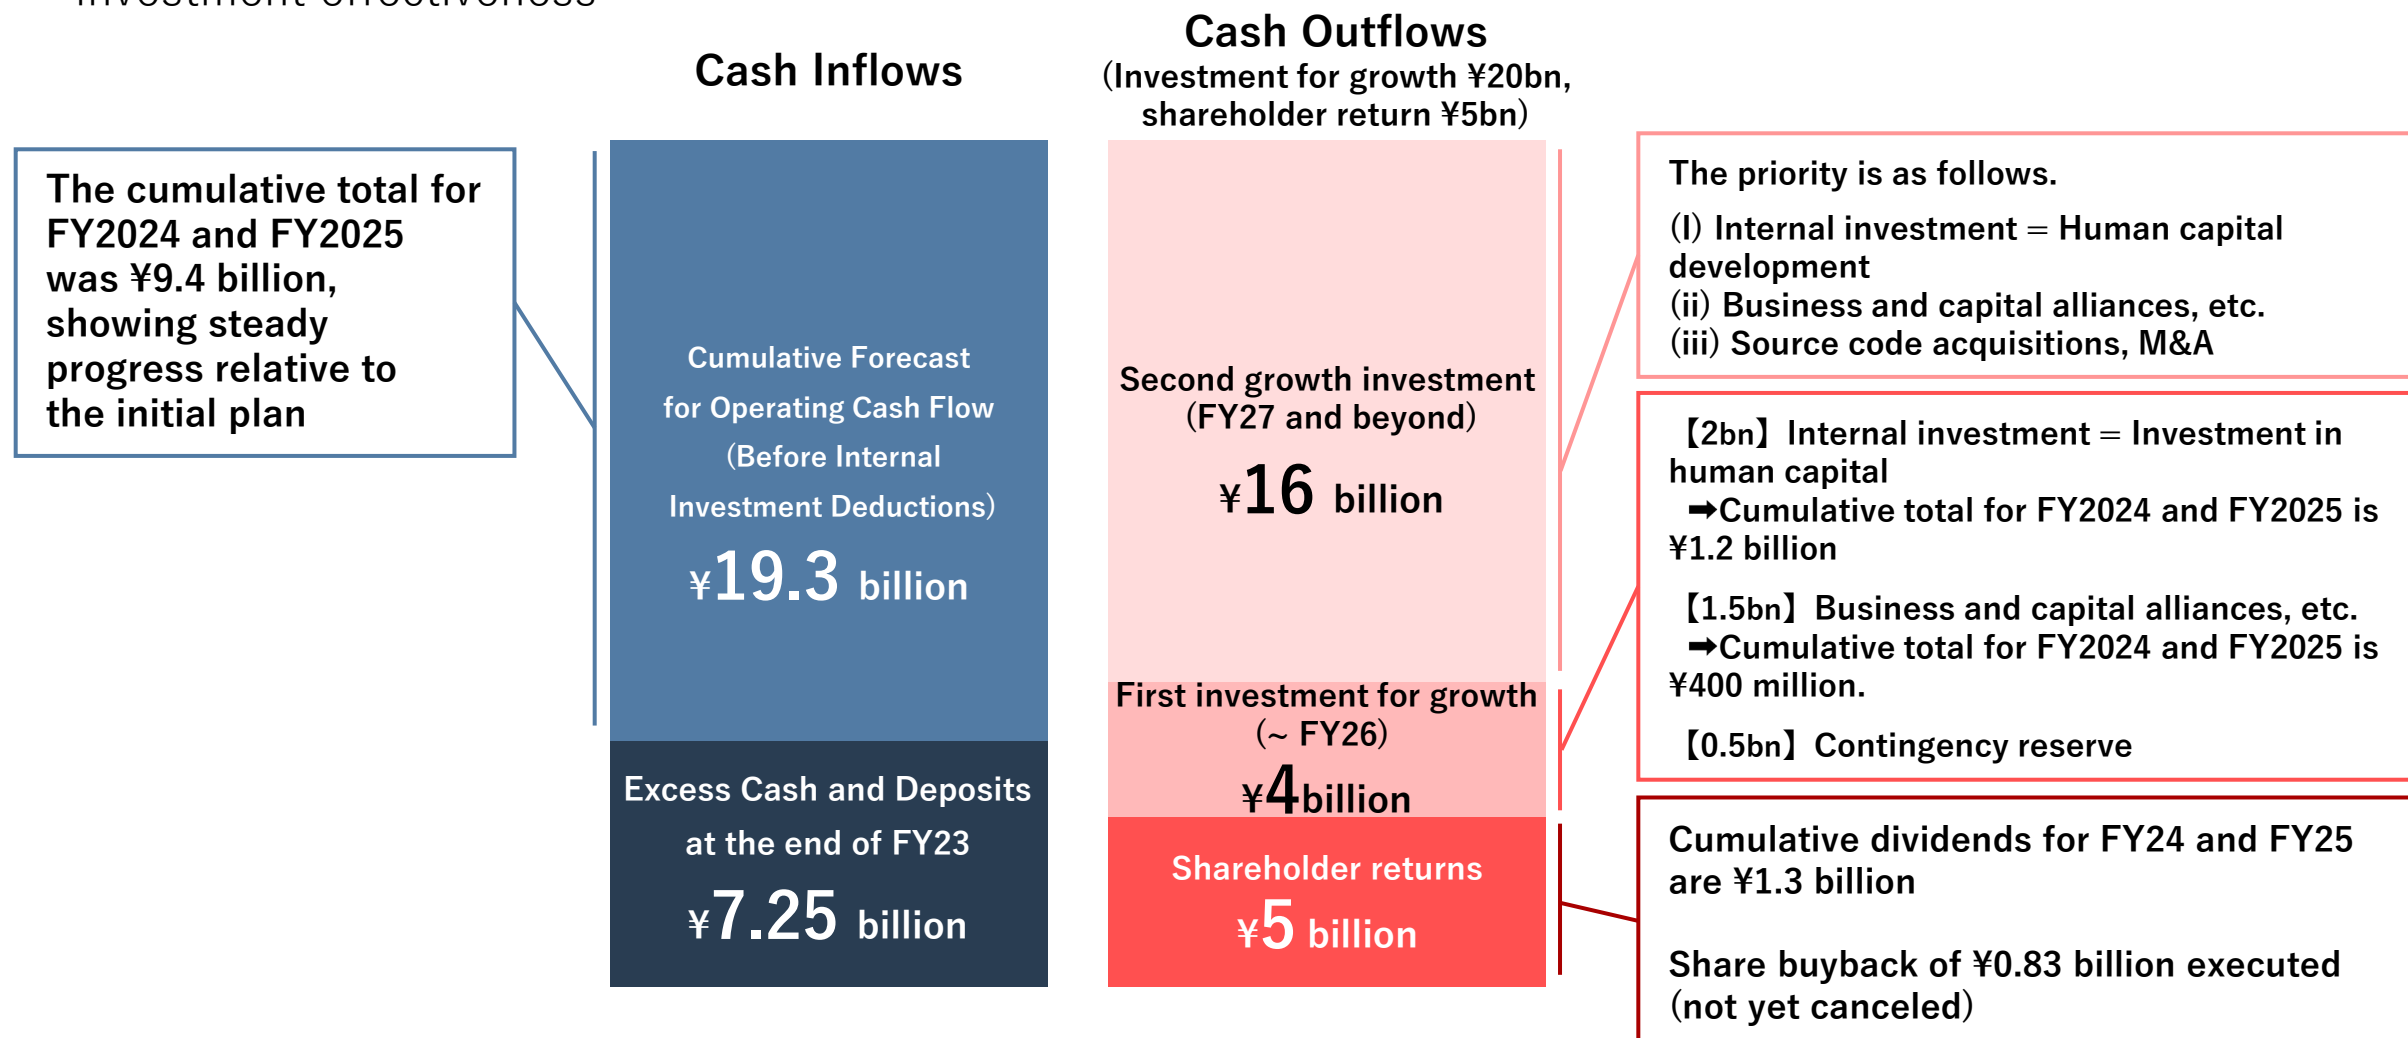 investment effectiveness
Cash Inflows
Cash Outflows
(Investment for growth ¥20bn,
shareholder return ¥5bn)
The cumulative total for
FY2024 and FY2025
was ¥9.4 billion,
showing steady
progress relative to
the initial plan
Cumulative Forecast
for Operating Cash Flow
(Before Internal
Investment Deductions)
¥19.3 billion
Excess Cash and Deposits
at the end of FY23
¥7.25 billion
Second growth investment
(FY27 and beyond)
¥16 billion
First investment for growth
(~ FY26)
¥4billion
Shareholder returns
¥5 billion
The priority is as follows.
(I) Internal investment = Human capital
development
(ii) Business and capital alliances, etc.
(iii) Source code acquisitions, M&A
【2bn】Internal investment = Investment in
human capital
➡Cumulative total for FY2024 and FY2025 is
¥1.2 billion
【1.5bn】Business and capital alliances, etc.
➡Cumulative total for FY2024 and FY2025 is
¥400 million.
【0.5bn】Contingency reserve
Cumulative dividends for FY24 and FY25
are ¥1.3 billion
Share buyback of ¥0.83 billion executed
(not yet canceled)